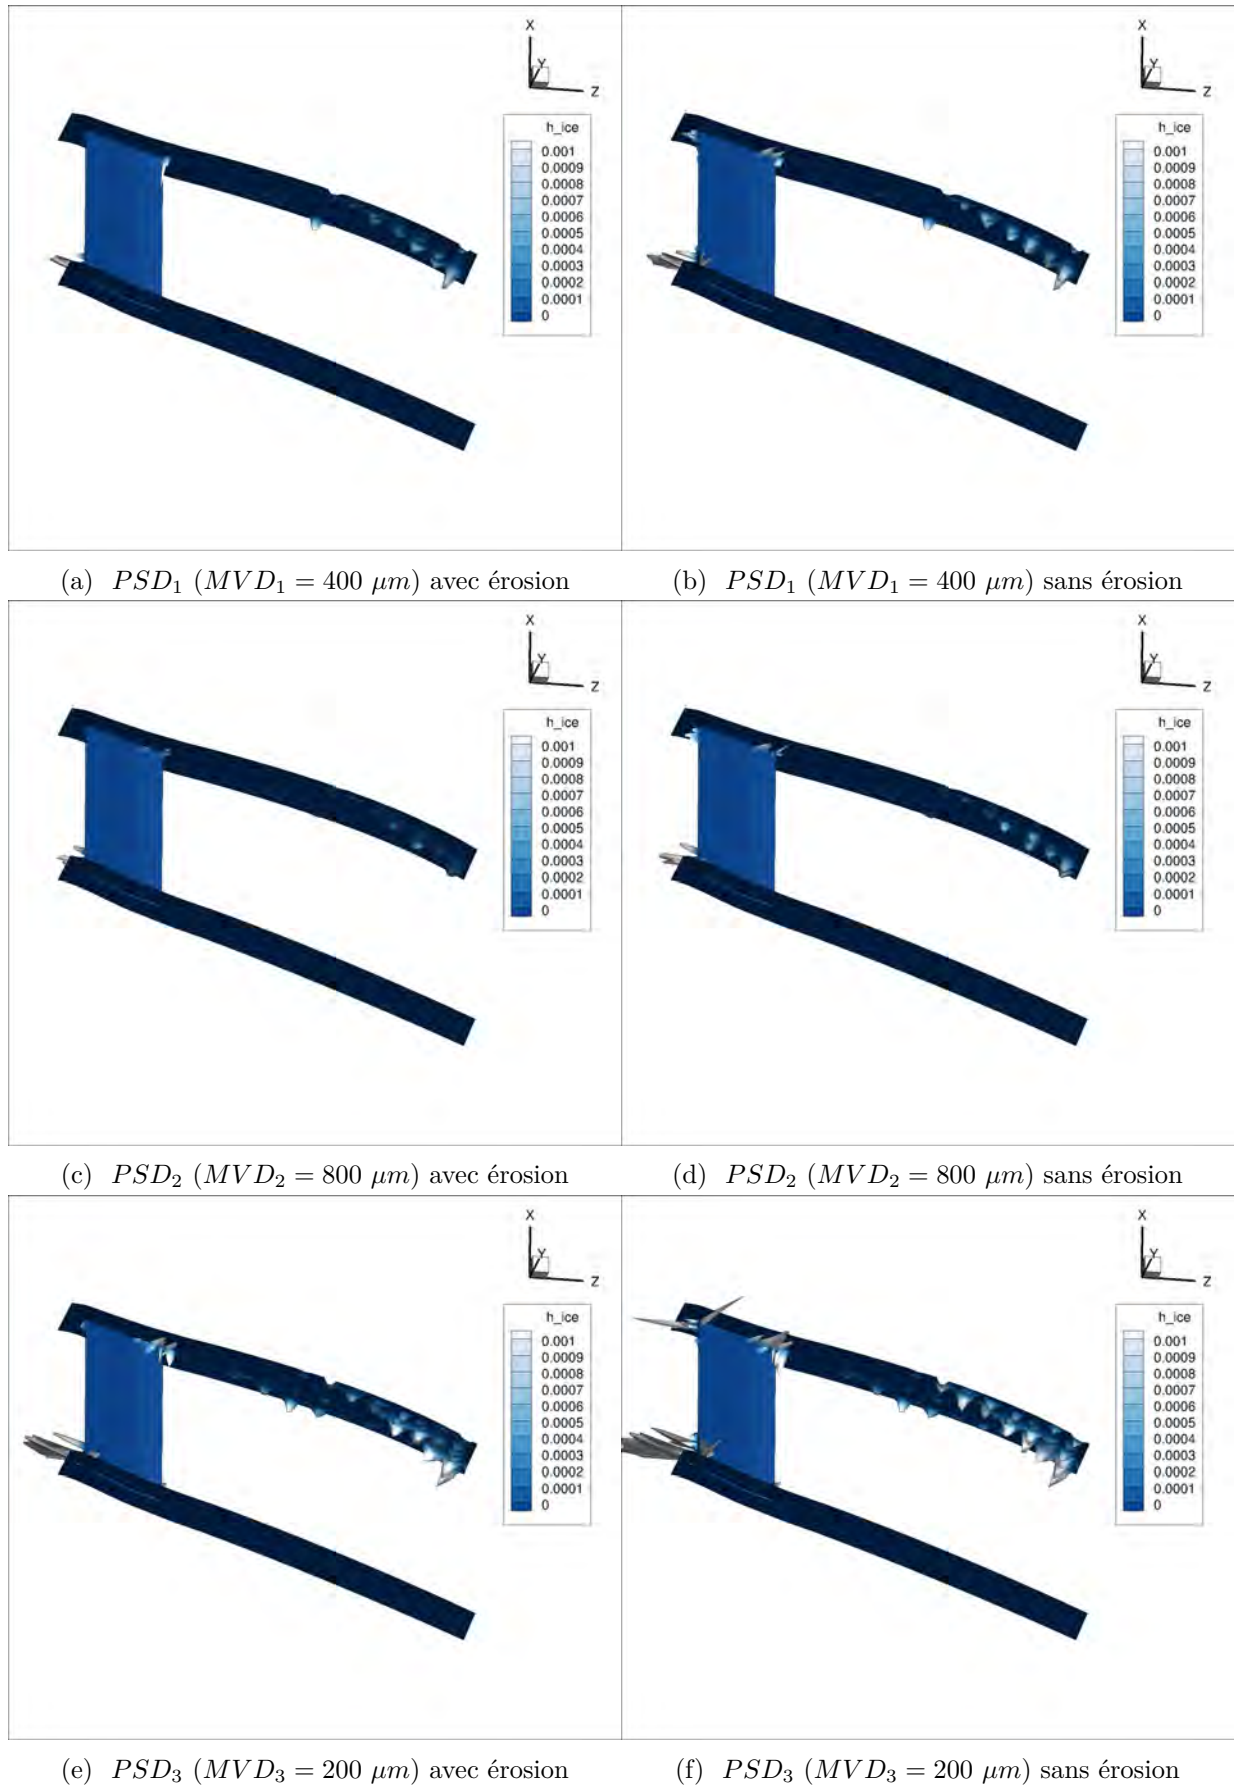 X
Y
Z
h_ice
0.001
0.0009
0.0008
0.0007
0.0006
0.0005
0.0004
0.0003
0.0002
0.0001
0
X
Y
Z
h_ice
0.001
0.0009
0.0008
0.0007
0.0006
0.0005
0.0004
0.0003
0.0002
0.0001
0
(a) PSD₁ (MVD₁ = 400 µm) avec érosion
(b) PSD₁ (MVD₁ = 400 µm) sans érosion
X
Y
Z
h_ice
0.001
0.0009
0.0008
0.0007
0.0006
0.0005
0.0004
0.0003
0.0002
0.0001
0
X
Y
Z
h_ice
0.001
0.0009
0.0008
0.0007
0.0006
0.0005
0.0004
0.0003
0.0002
0.0001
0
(c) PSD₂ (MVD₂ = 800 µm) avec érosion
(d) PSD₂ (MVD₂ = 800 µm) sans érosion
X
Y
Z
h_ice
0.001
0.0009
0.0008
0.0007
0.0006
0.0005
0.0004
0.0003
0.0002
0.0001
0
X
Y
Z
h_ice
0.001
0.0009
0.0008
0.0007
0.0006
0.0005
0.0004
0.0003
0.0002
0.0001
0
(e) PSD₃ (MVD₃ = 200 µm) avec érosion
(f) PSD₃ (MVD₃ = 200 µm) sans érosion